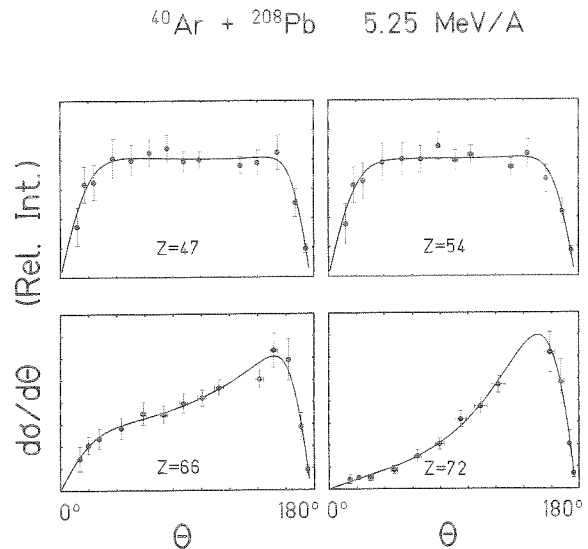 ⁴⁰Ar + ²⁰⁸Pb 5.25 MeV/A
dσ/dΘ (Rel. Int.)
Z=47
Z=54
Z=66
Z=72
0° 180° 0° 180°
Θ Θ